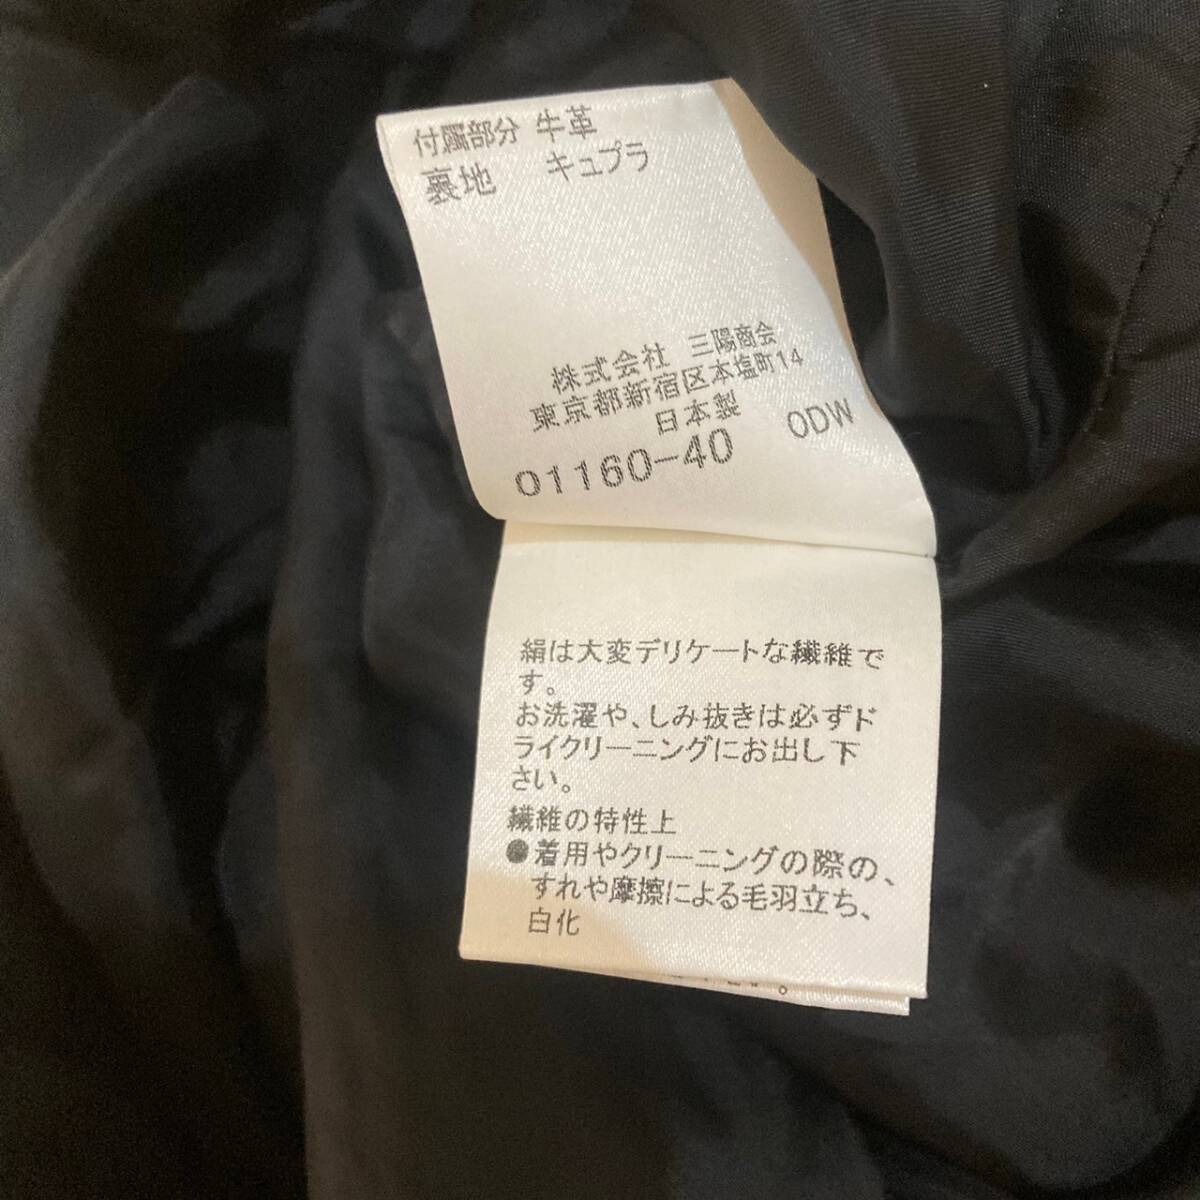 付属部分 牛革
裏地 キュプラ
株式会社 三陽商会
東京都新宿区本塩町14
日本製
01160-40 ODW
絹は大変デリケートな繊維で
す。
お洗濯や、しみ抜きは必ずド
ライクリーニングにお出し下
さい。
繊維の特性上
●着用やクリーニングの際の、
すれや摩擦による毛羽立ち、
白化